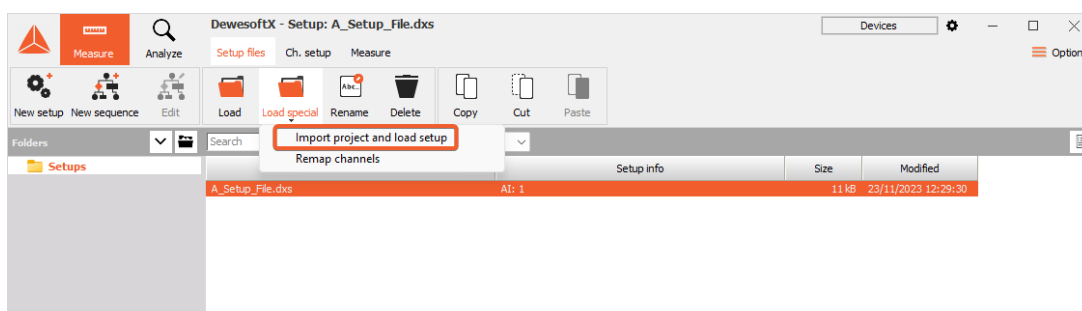 DewesoftX - Setup: A_Setup_File.dxs
Devices
Measure
Analyze
Setup files Ch. setup Measure
Option
Abc...
New setup New sequence Edit Load Load special Rename Delete Copy Cut Paste
Folders
Search
Import project and load setup
Remap channels
Setups
Setup info Size Modified
A_Setup_File.dxs AI: 1 11 kB 23/11/2023 12:29:30